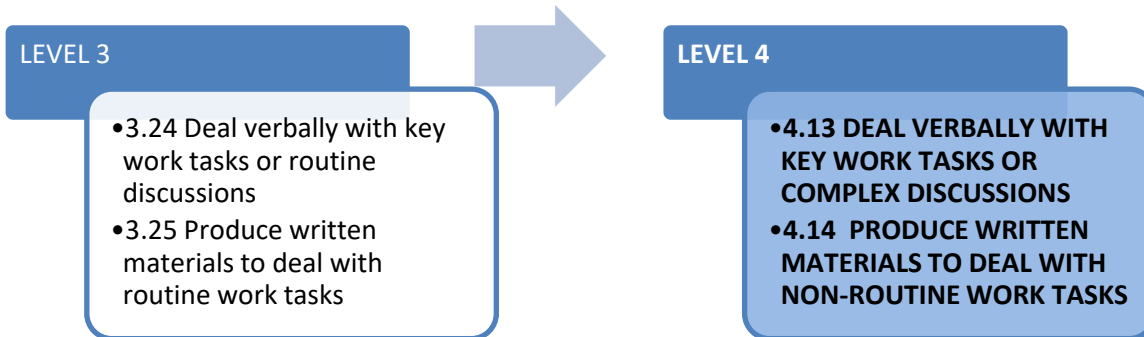 LEVEL 3
•3.24 Deal verbally with key
work tasks or routine
discussions
•3.25 Produce written
materials to deal with
routine work tasks
LEVEL 4
•4.13 DEAL VERBALLY WITH
KEY WORK TASKS OR
COMPLEX DISCUSSIONS
•4.14 PRODUCE WRITTEN
MATERIALS TO DEAL WITH
NON-ROUTINE WORK TASKS